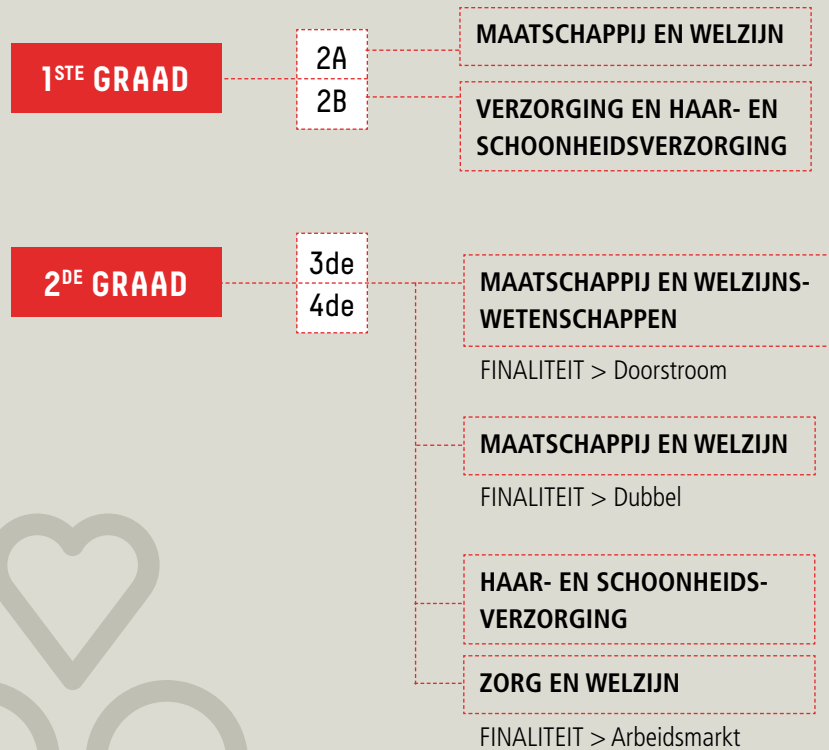 1STE GRAAD
2A
2B
MAATSCHAPPIJ EN WELZIJN
VERZORGING EN HAAR- EN
SCHOONHEIDSVERZORGING
2DE GRAAD
3de
4de
MAATSCHAPPIJ EN WELZIJNS-
WETENSCHAPPEN
FINALITEIT > Doorstroom
MAATSCHAPPIJ EN WELZIJN
FINALITEIT > Dubbel
HAAR- EN SCHOONHEIDS-
VERZORGING
ZORG EN WELZIJN
FINALITEIT > Arbeidsmarkt